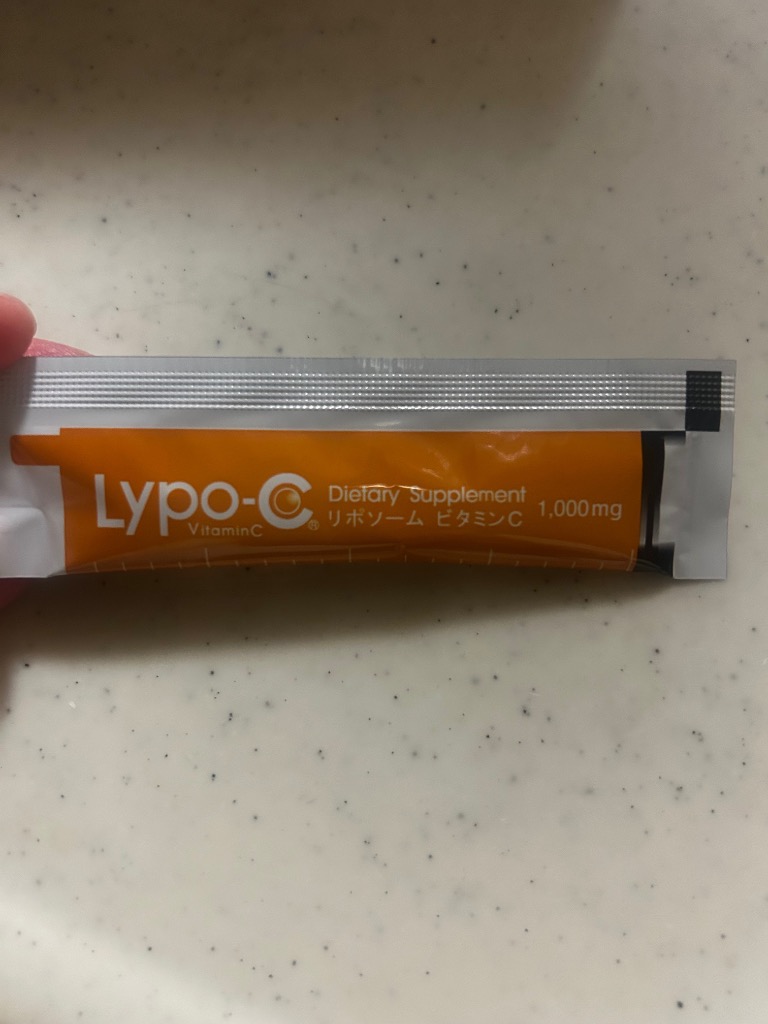 Lypo-C®
VitaminC
Dietary Supplement
リポソーム ビタミンC
1,000mg